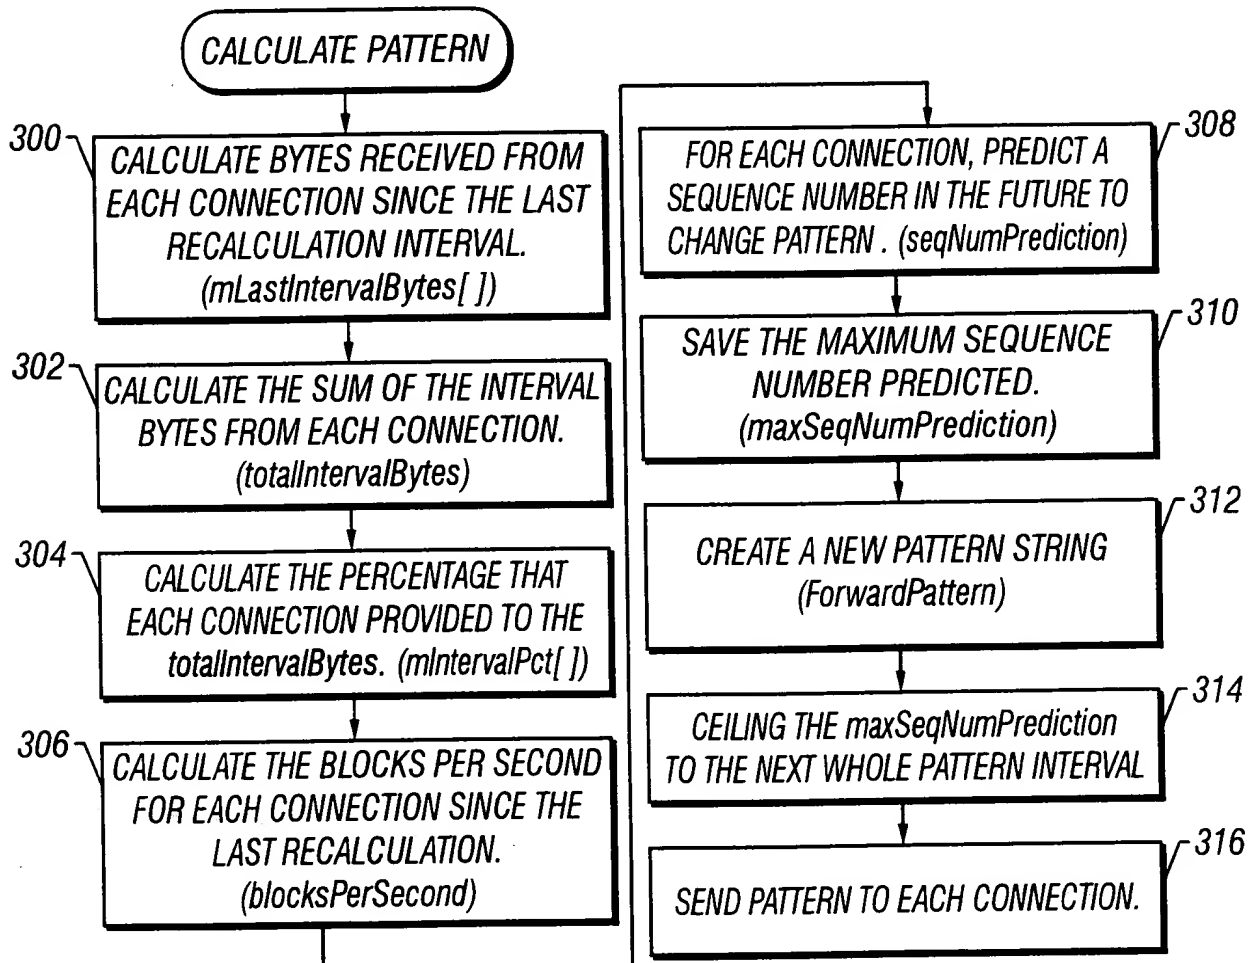 CALCULATE PATTERN
300
CALCULATE BYTES RECEIVED FROM
EACH CONNECTION SINCE THE LAST
RECALCULATION INTERVAL.
(mLastIntervalBytes[ ])
302
CALCULATE THE SUM OF THE INTERVAL
BYTES FROM EACH CONNECTION.
(totalIntervalBytes)
304
CALCULATE THE PERCENTAGE THAT
EACH CONNECTION PROVIDED TO THE
totalIntervalBytes. (mIntervalPct[ ])
306
CALCULATE THE BLOCKS PER SECOND
FOR EACH CONNECTION SINCE THE
LAST RECALCULATION.
(blocksPerSecond)
308
FOR EACH CONNECTION, PREDICT A
SEQUENCE NUMBER IN THE FUTURE TO
CHANGE PATTERN . (seqNumPrediction)
310
SAVE THE MAXIMUM SEQUENCE
NUMBER PREDICTED.
(maxSeqNumPrediction)
312
CREATE A NEW PATTERN STRING
(ForwardPattern)
314
CEILING THE maxSeqNumPrediction
TO THE NEXT WHOLE PATTERN INTERVAL
316
SEND PATTERN TO EACH CONNECTION.